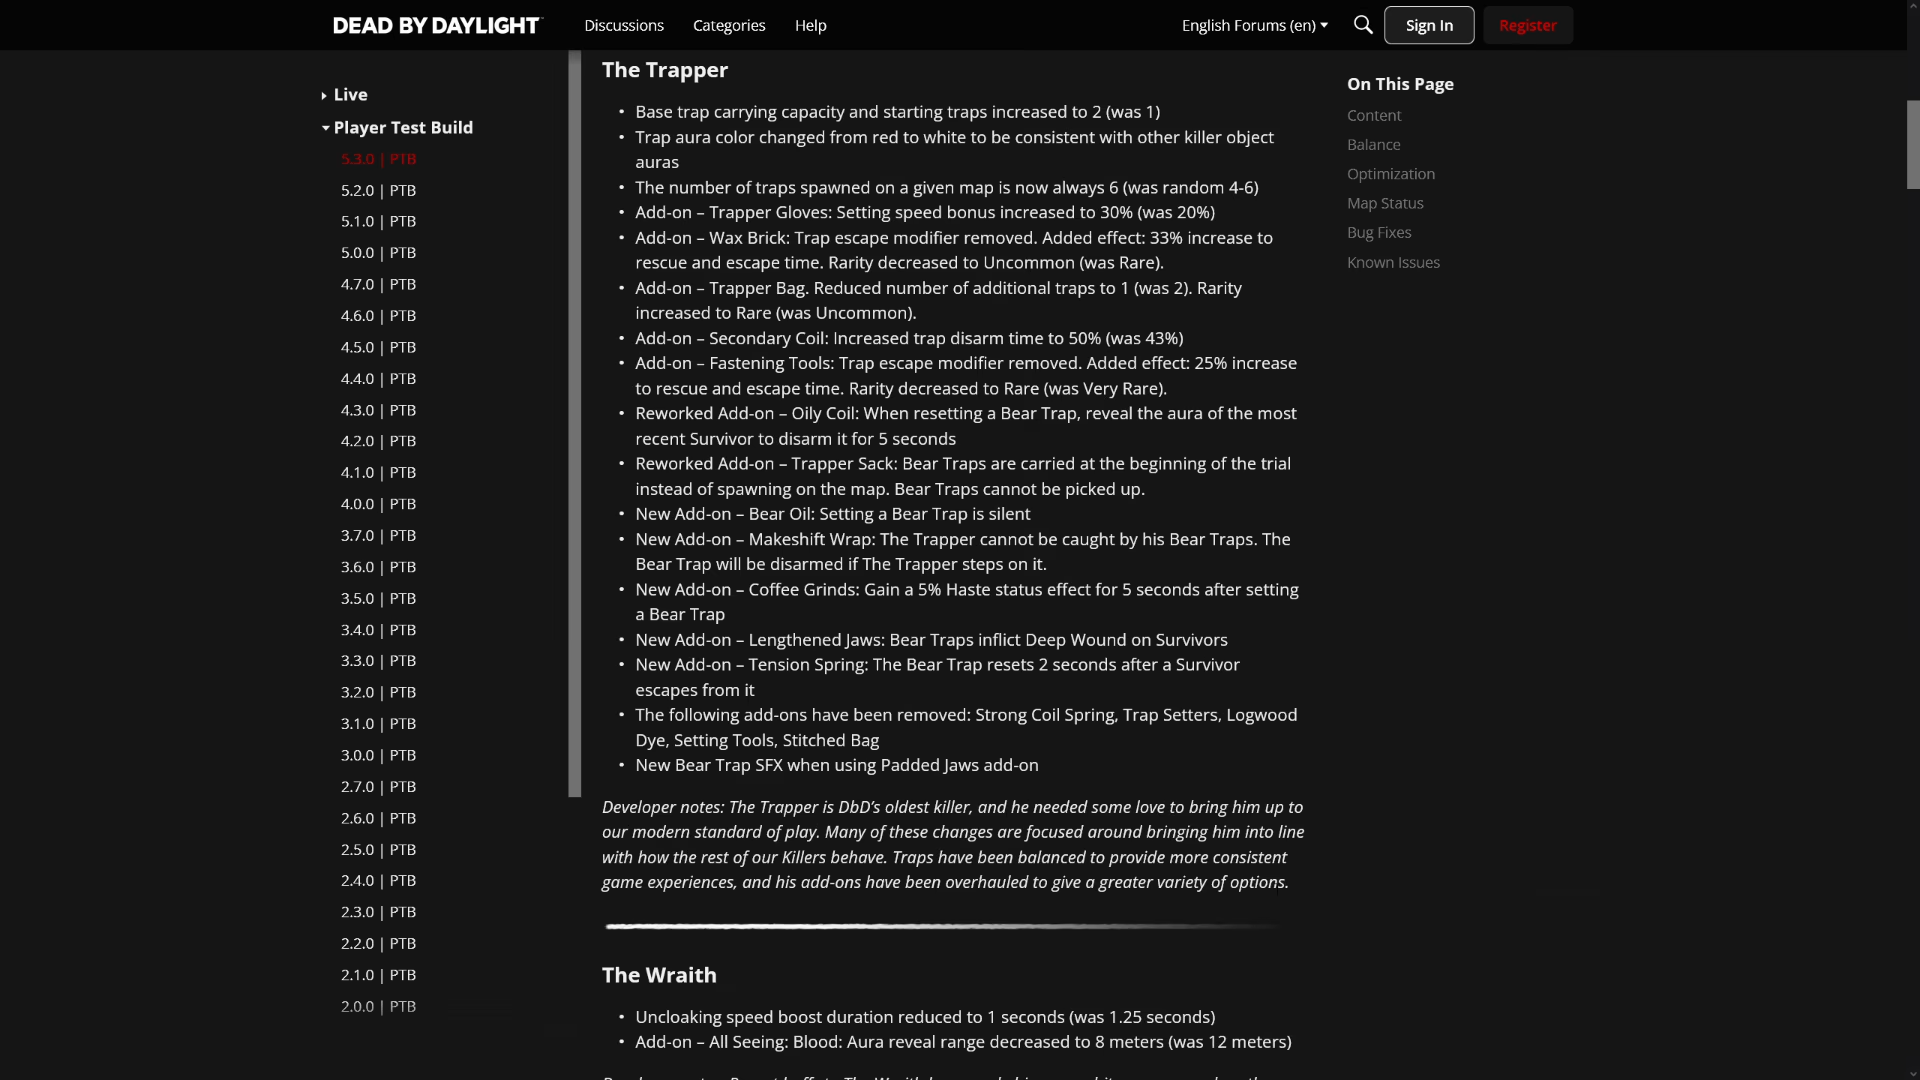 DEAD BY DAYLIGHT
Discussions
Categories
Help
English Forums (en)
Sign In
Register
Live
Player Test Build
5.3.0 | PTB
5.2.0 | PTB
5.1.0 | PTB
5.0.0 | PTB
4.7.0 | PTB
4.6.0 | PTB
4.5.0 | PTB
4.4.0 | PTB
4.3.0 | PTB
4.2.0 | PTB
4.1.0 | PTB
4.0.0 | PTB
3.7.0 | PTB
3.6.0 | PTB
3.5.0 | PTB
3.4.0 | PTB
3.3.0 | PTB
3.2.0 | PTB
3.1.0 | PTB
3.0.0 | PTB
2.7.0 | PTB
2.6.0 | PTB
2.5.0 | PTB
2.4.0 | PTB
2.3.0 | PTB
2.2.0 | PTB
2.1.0 | PTB
2.0.0 | PTB
The Trapper
• Base trap carrying capacity and starting traps increased to 2 (was 1)
• Trap aura color changed from red to white to be consistent with other killer object
auras
• The number of traps spawned on a given map is now always 6 (was random 4-6)
• Add-on – Trapper Gloves: Setting speed bonus increased to 30% (was 20%)
• Add-on – Wax Brick: Trap escape modifier removed. Added effect: 33% increase to
rescue and escape time. Rarity decreased to Uncommon (was Rare).
• Add-on – Trapper Bag. Reduced number of additional traps to 1 (was 2). Rarity
increased to Rare (was Uncommon).
• Add-on – Secondary Coil: Increased trap disarm time to 50% (was 43%)
• Add-on – Fastening Tools: Trap escape modifier removed. Added effect: 25% increase
to rescue and escape time. Rarity decreased to Rare (was Very Rare).
• Reworked Add-on – Oily Coil: When resetting a Bear Trap, reveal the aura of the most
recent Survivor to disarm it for 5 seconds
• Reworked Add-on – Trapper Sack: Bear Traps are carried at the beginning of the trial
instead of spawning on the map. Bear Traps cannot be picked up.
• New Add-on – Bear Oil: Setting a Bear Trap is silent
• New Add-on – Makeshift Wrap: The Trapper cannot be caught by his Bear Traps. The
Bear Trap will be disarmed if The Trapper steps on it.
• New Add-on – Coffee Grinds: Gain a 5% Haste status effect for 5 seconds after setting
a Bear Trap
• New Add-on – Lengthened Jaws: Bear Traps inflict Deep Wound on Survivors
• New Add-on – Tension Spring: The Bear Trap resets 2 seconds after a Survivor
escapes from it
• The following add-ons have been removed: Strong Coil Spring, Trap Setters, Logwood
Dye, Setting Tools, Stitched Bag
• New Bear Trap SFX when using Padded Jaws add-on
Developer notes: The Trapper is DbD’s oldest killer, and he needed some love to bring him up to
our modern standard of play. Many of these changes are focused around bringing him into line
with how the rest of our Killers behave. Traps have been balanced to provide more consistent
game experiences, and his add-ons have been overhauled to give a greater variety of options.
The Wraith
• Uncloaking speed boost duration reduced to 1 seconds (was 1.25 seconds)
• Add-on – All Seeing: Blood: Aura reveal range decreased to 8 meters (was 12 meters)
On This Page
Content
Balance
Optimization
Map Status
Bug Fixes
Known Issues